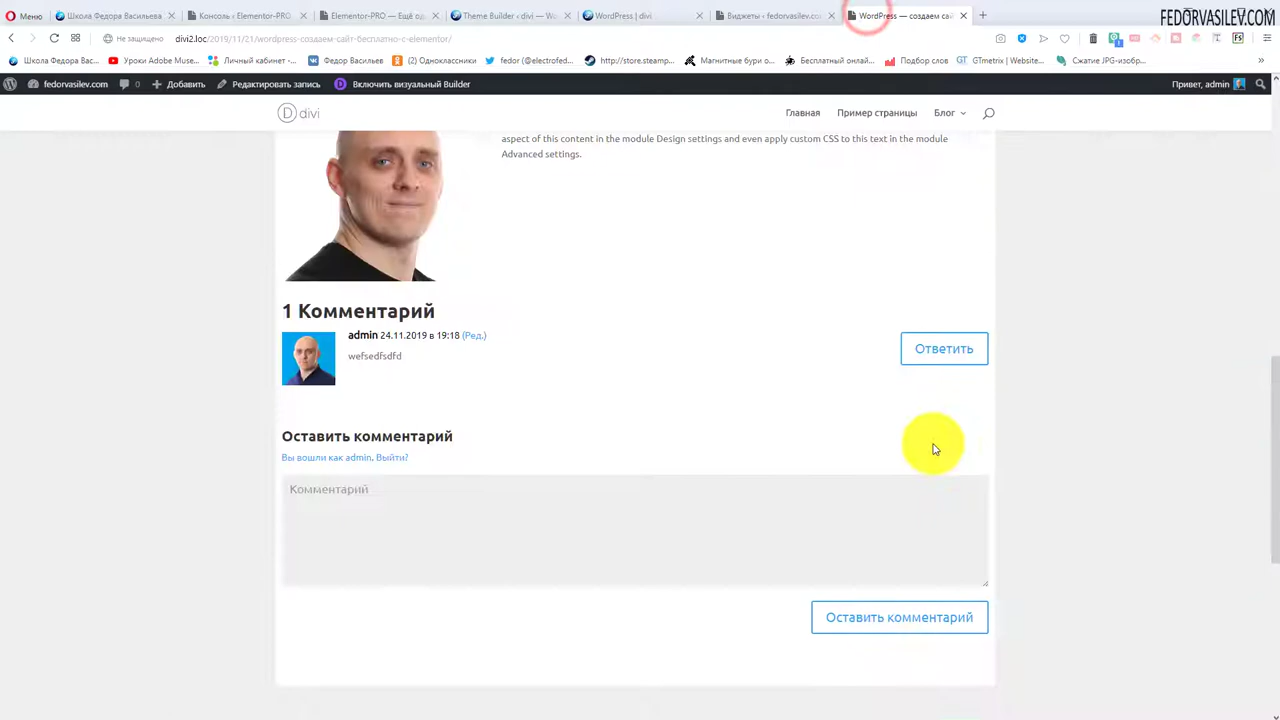 Школа Федора Васильева
Консоль ‹ Elementor-PRO —
Elementor-PRO — Ещё од
Theme Builder ‹ divi — Wo
WordPress | divi
Виджеты ‹ fedorvasilev.co
WordPress — создаем сай
FEDORVASILEV.COM
Меню
Не защищено
divi2.loc/2019/11/21/wordpress-создаем-сайт-бесплатно-с-elementor/
Школа Федора Васи...
Уроки Adobe Muse...
Личный кабинет -...
Федор Васильев
(2) Одноклассники
fedor (@electrofed...
http://store.steamp...
Магнитные бури о...
Бесплатный онлай...
Подбор слов
GTmetrix | Website...
Сжатие JPG-изобр...
fedorvasilev.com
0
Добавить
Редактировать запись
Включить визуальный Builder
Привет, admin
divi
Главная
Пример страницы
Блог
aspect of this content in the module Design settings and even apply custom CSS to this text in the module
Advanced settings.
1 Комментарий
admin 24.11.2019 в 19:18 (Ред.)
wefsedfsdfd
Ответить
Оставить комментарий
Вы вошли как admin. Выйти?
Комментарий
Оставить комментарий